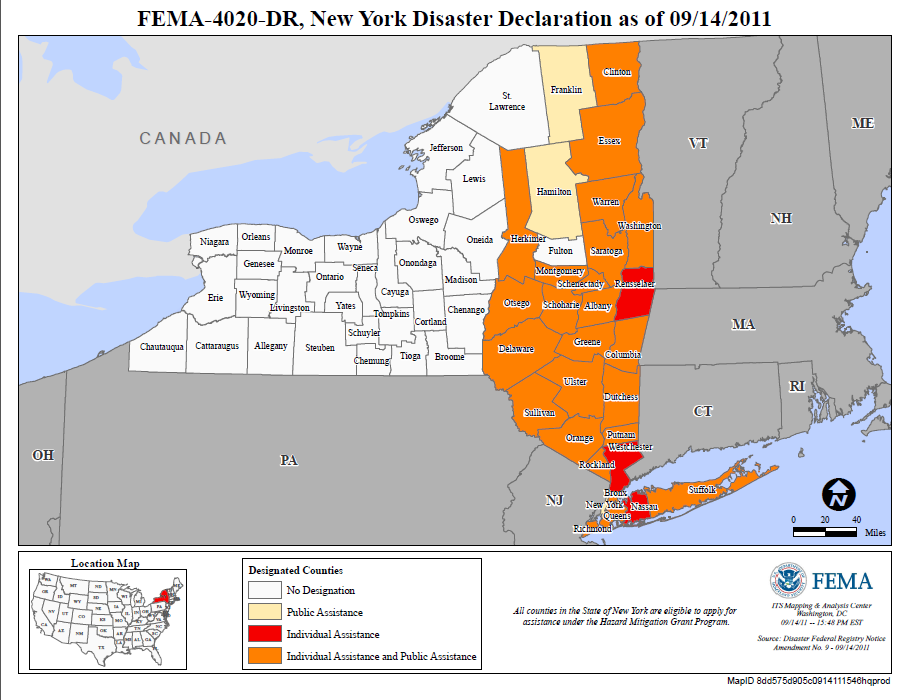 FEMA-4020-DR, New York Disaster Declaration as of 09/14/2011
CANADA
Clinton
Franklin
St.
Lawrence
ME
Essex
VT
Jefferson
Lewis
Hamilton
Warren
NH
Oswego
Washington
Oneida
Herkimer
Niagara
Orleans
Monroe
Wayne
Fulton
Saratoga
Genesee
Seneca
Onondaga
Montgomery
Ontario
Madison
Schenectady
Rensselaer
Erie
Wyoming
Livingston
Yates
Cayuga
Otsego
Schoharie
Albany
Tompkins
Cortland
Chenango
MA
Schuyler
Chautauqua
Cattaraugus
Allegany
Steuben
Chemung
Tioga
Broome
Delaware
Greene
Columbia
Ulster
RI
Dutchess
Sullivan
CT
Orange
Putnam
Westchester
OH
PA
Rockland
Suffolk
Bronx
NJ
New York
Nassau
Queens
Richmond
N
0 20 40
Miles
Location Map
Designated Counties
No Designation
Public Assistance
Individual Assistance
Individual Assistance and Public Assistance
All counties in the State of New York are eligible to apply for
assistance under the Hazard Mitigation Grant Program.
FEMA
ITS Mapping & Analysis Center
Washington, DC
09/14/11 -- 15:48 PM EST
Source: Disaster Federal Registry Notice
Amendment No. 9 - 09/14/2011
MapID 8dd575d905c0914111546hqprod